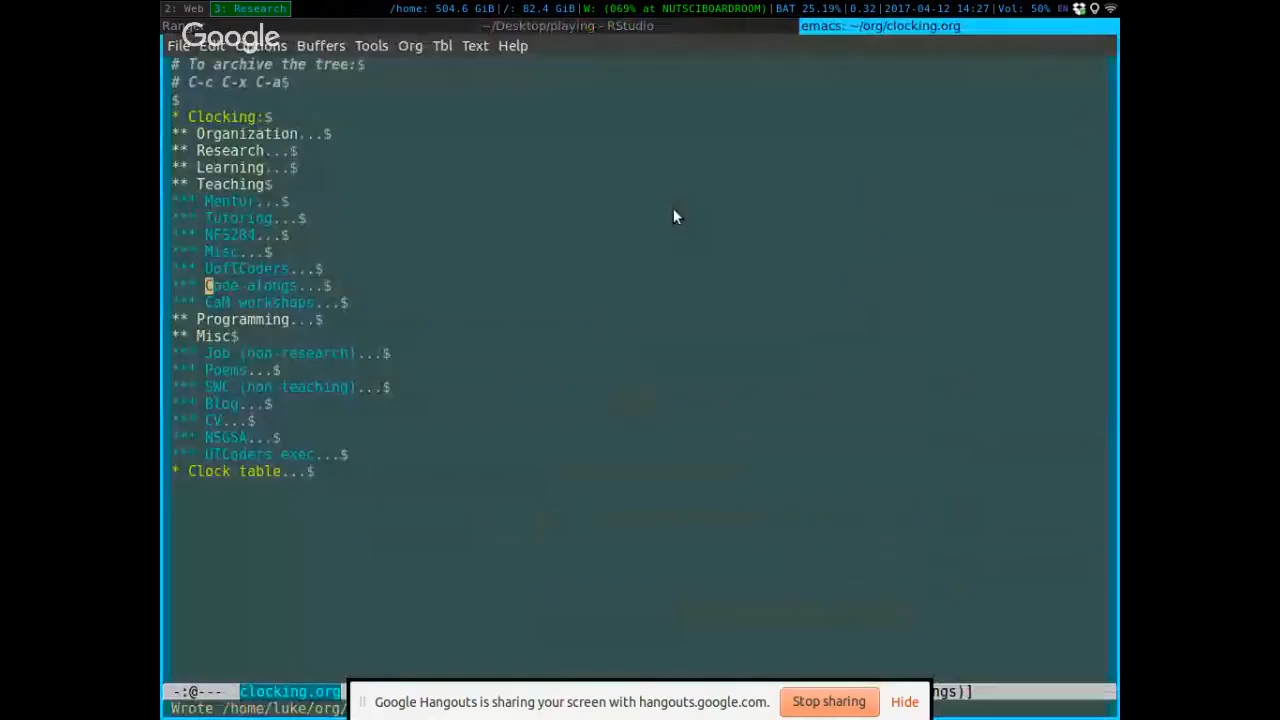 2: Web 3: Research /home: 504.6 GiB|/: 82.4 GiB|W: (069% at NUTSCIBOARDROOM)|BAT 25.19%|0.32|2017-04-12 14:27|Vol: 50% EN
Ranger ~/Desktop/playing - RStudio emacs: ~/org/clocking.org
Google
File Edit Options Buffers Tools Org Tbl Text Help
# To archive the tree:$
# C-c C-x C-a$
$
* Clocking:$
** Organization...$
** Research...$
** Learning...$
** Teaching$
*** Mentor...$
*** Tutoring...$
*** NFS284...$
*** Misc...$
*** UofTCoders...$
*** Code alongs...$
*** CaM workshops...$
** Programming...$
** Misc$
*** Job (non-research)...$
*** Poems...$
*** SWC (non teaching)...$
*** Blog...$
*** CV...$
*** NSGSA...$
*** UTCoders exec...$
* Clock table...$
-:@--- clocking.org ngs)]
Google Hangouts is sharing your screen with hangouts.google.com. Stop sharing Hide
Wrote /home/luke/org/